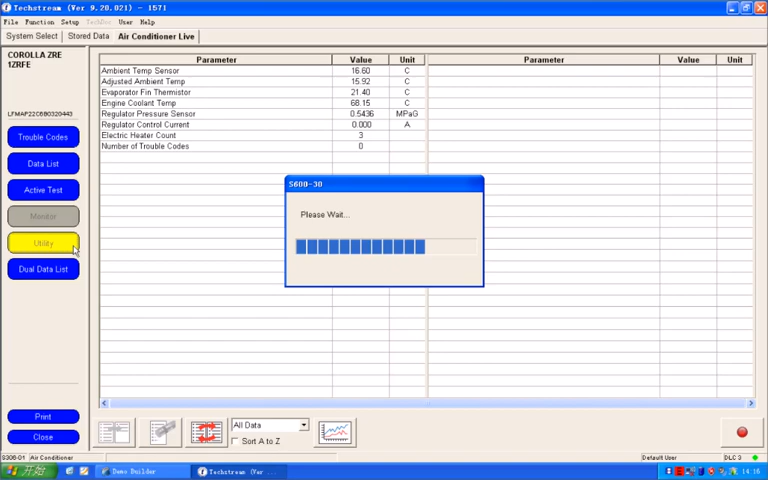 Techstream (Ver 9.20.021) - 1571
File Function Setup TechDoc User Help
System Select Stored Data Air Conditioner Live
COROLLA ZRE
1ZRFE
Trouble Codes
Data List
Active Test
Monitor
Utility
Dual Data List
Print
Close
Parameter Value Unit Parameter Value Unit
Ambient Temp Sensor 16.60 C
Adjusted Ambient Temp 15.92 C
Evaporator Fin Thermistor 21.40 C
Engine Coolant Temp 68.15 C
Regulator Pressure Sensor 0.5436 MPaG
Regulator Control Current 0.000 A
Electric Heater Count 3
Number of Trouble Codes 0
S600-30
Please Wait...
All Data
Sort A to Z
S306-01 Air Conditioner Default User DLC 3
开始 Demo Builder Techstream (Ver ... 14:16